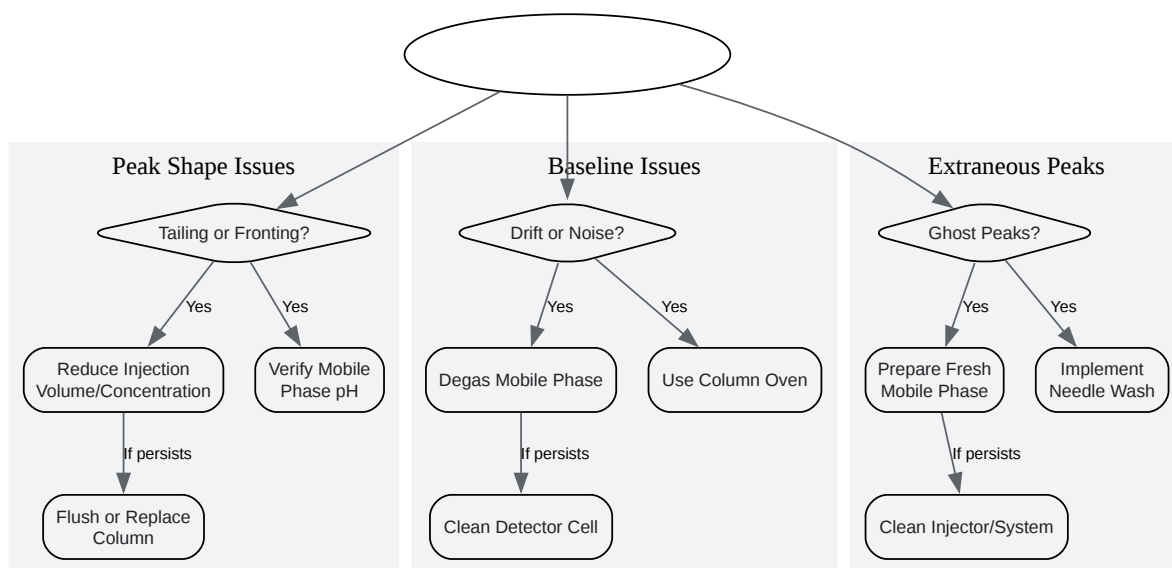 Peak Shape Issues
Baseline Issues
Extraneous Peaks
Tailing or Fronting?
Drift or Noise?
Ghost Peaks?
Yes
Yes
Yes
Yes
Yes
Yes
Reduce Injection
Volume/Concentration
Verify Mobile
Phase pH
Degas Mobile Phase
Use Column Oven
Prepare Fresh
Mobile Phase
Implement
Needle Wash
If persists
If persists
If persists
Flush or Replace
Column
Clean Detector Cell
Clean Injector/System